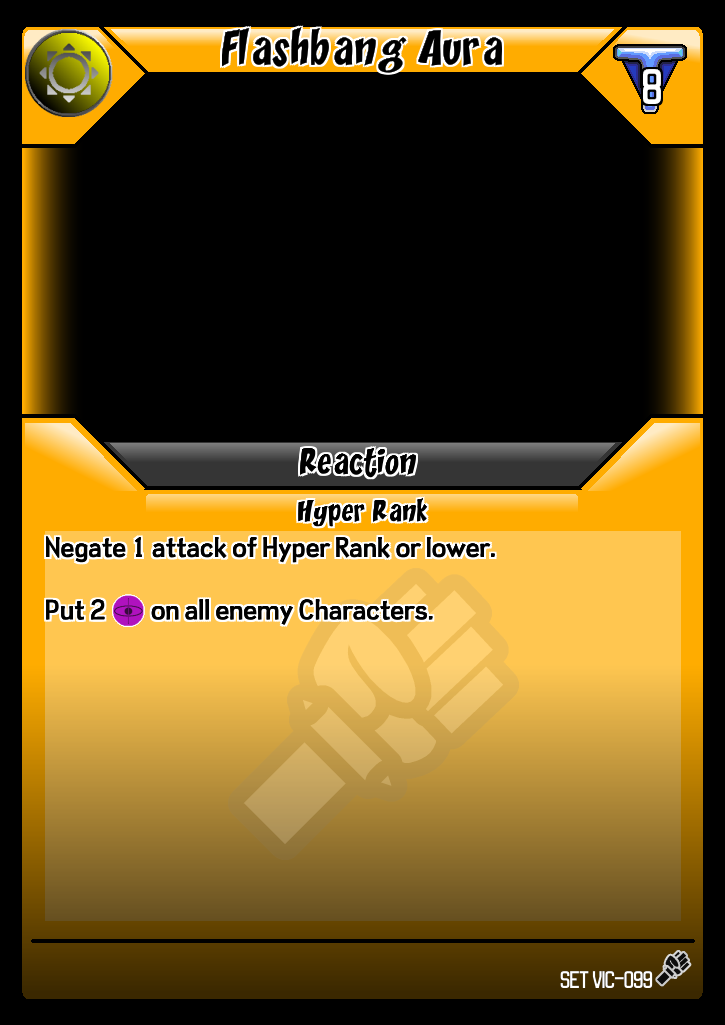 Flashbang Aura
8
Reaction
Hyper Rank
Negate 1 attack of Hyper Rank or lower.
Put 2 on all enemy Characters.
SET VIC-099